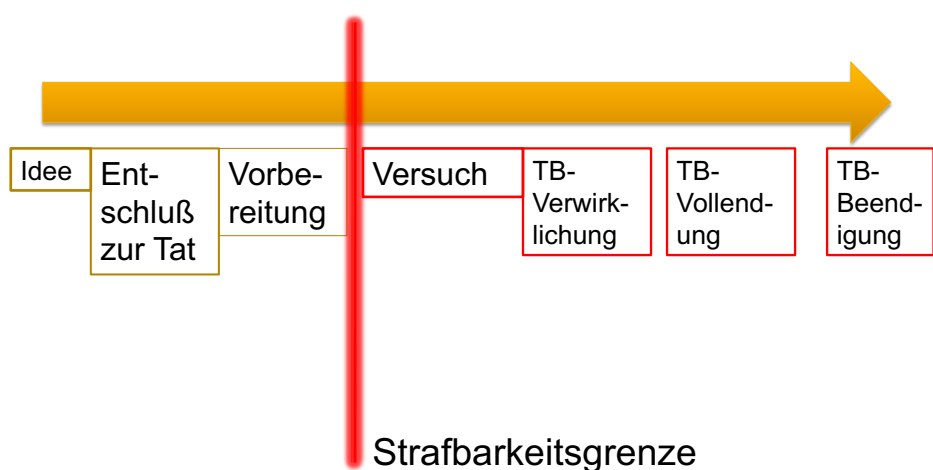 Idee
Ent-
schluß
zur Tat
Vorbe-
reitung
Versuch
TB-
Verwirk-
lichung
TB-
Vollend-
ung
TB-
Beend-
igung
Strafbarkeitsgrenze